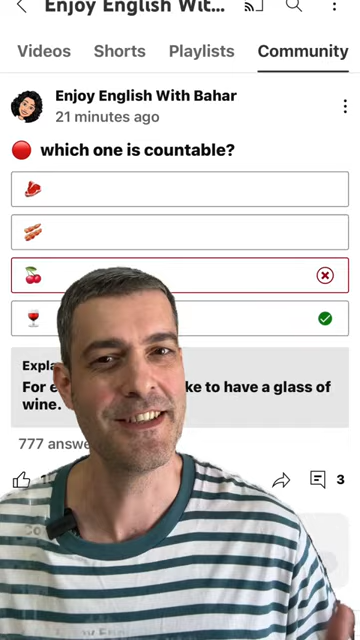 Enjoy English Wit...
Videos Shorts Playlists Community
Enjoy English With Bahar
21 minutes ago
🔴 which one is countable?
Expla
For e ke to have a glass of
wine.
777 answe
3